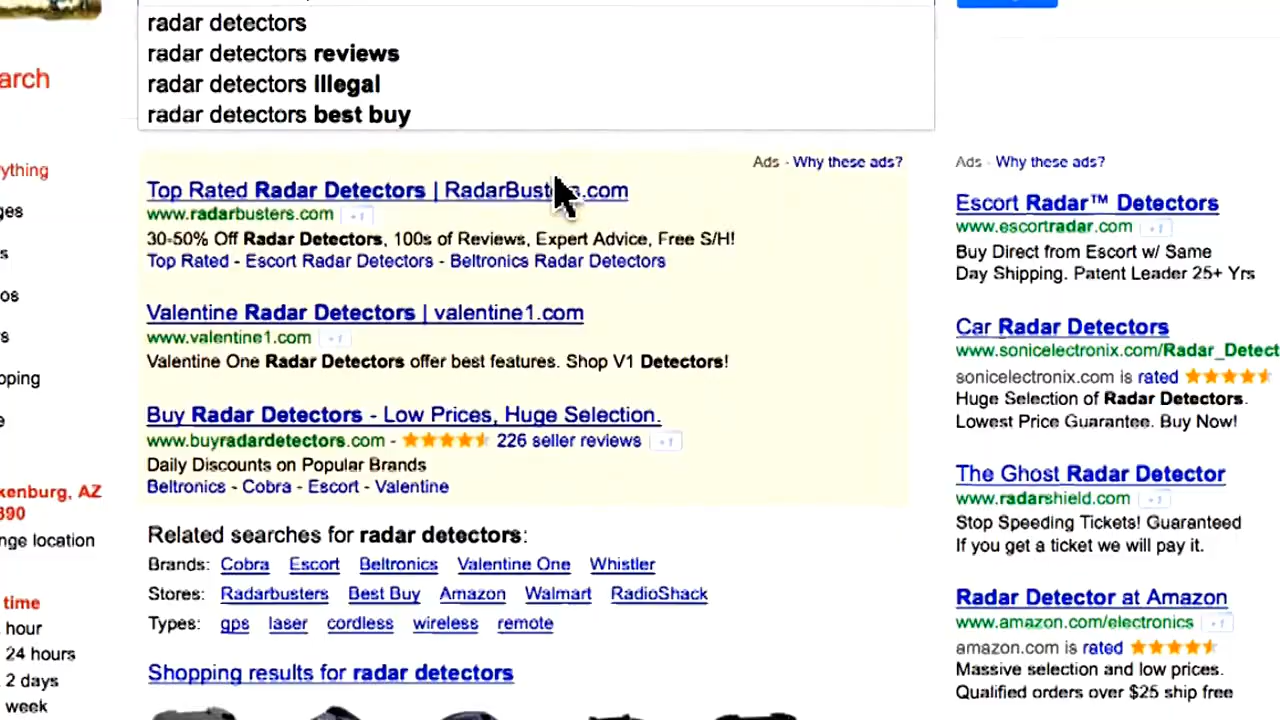 radar detectors
radar detectors reviews
radar detectors illegal
radar detectors best buy
arch
ything
ges
s
os
rs
pping
e
kenburg, AZ
390
nge location
time
hour
24 hours
2 days
week
Ads - Why these ads?
Top Rated Radar Detectors | RadarBusters.com
www.radarbusters.com +1
30-50% Off Radar Detectors, 100s of Reviews, Expert Advice, Free S/H!
Top Rated - Escort Radar Detectors - Beltronics Radar Detectors
Valentine Radar Detectors | valentine1.com
www.valentine1.com +1
Valentine One Radar Detectors offer best features. Shop V1 Detectors!
Buy Radar Detectors - Low Prices, Huge Selection.
www.buyradardetectors.com - 226 seller reviews +1
Daily Discounts on Popular Brands
Beltronics - Cobra - Escort - Valentine
Related searches for radar detectors:
Brands: Cobra Escort Beltronics Valentine One Whistler
Stores: Radarbusters Best Buy Amazon Walmart RadioShack
Types: gps laser cordless wireless remote
Shopping results for radar detectors
Ads - Why these ads?
Escort Radar™ Detectors
www.escortradar.com +1
Buy Direct from Escort w/ Same
Day Shipping. Patent Leader 25+ Yrs
Car Radar Detectors
www.sonicelectronix.com/Radar_Detect
sonicelectronix.com is rated
Huge Selection of Radar Detectors.
Lowest Price Guarantee. Buy Now!
The Ghost Radar Detector
www.radarshield.com +1
Stop Speeding Tickets! Guaranteed
If you get a ticket we will pay it.
Radar Detector at Amazon
www.amazon.com/electronics +1
amazon.com is rated
Massive selection and low prices.
Qualified orders over $25 ship free